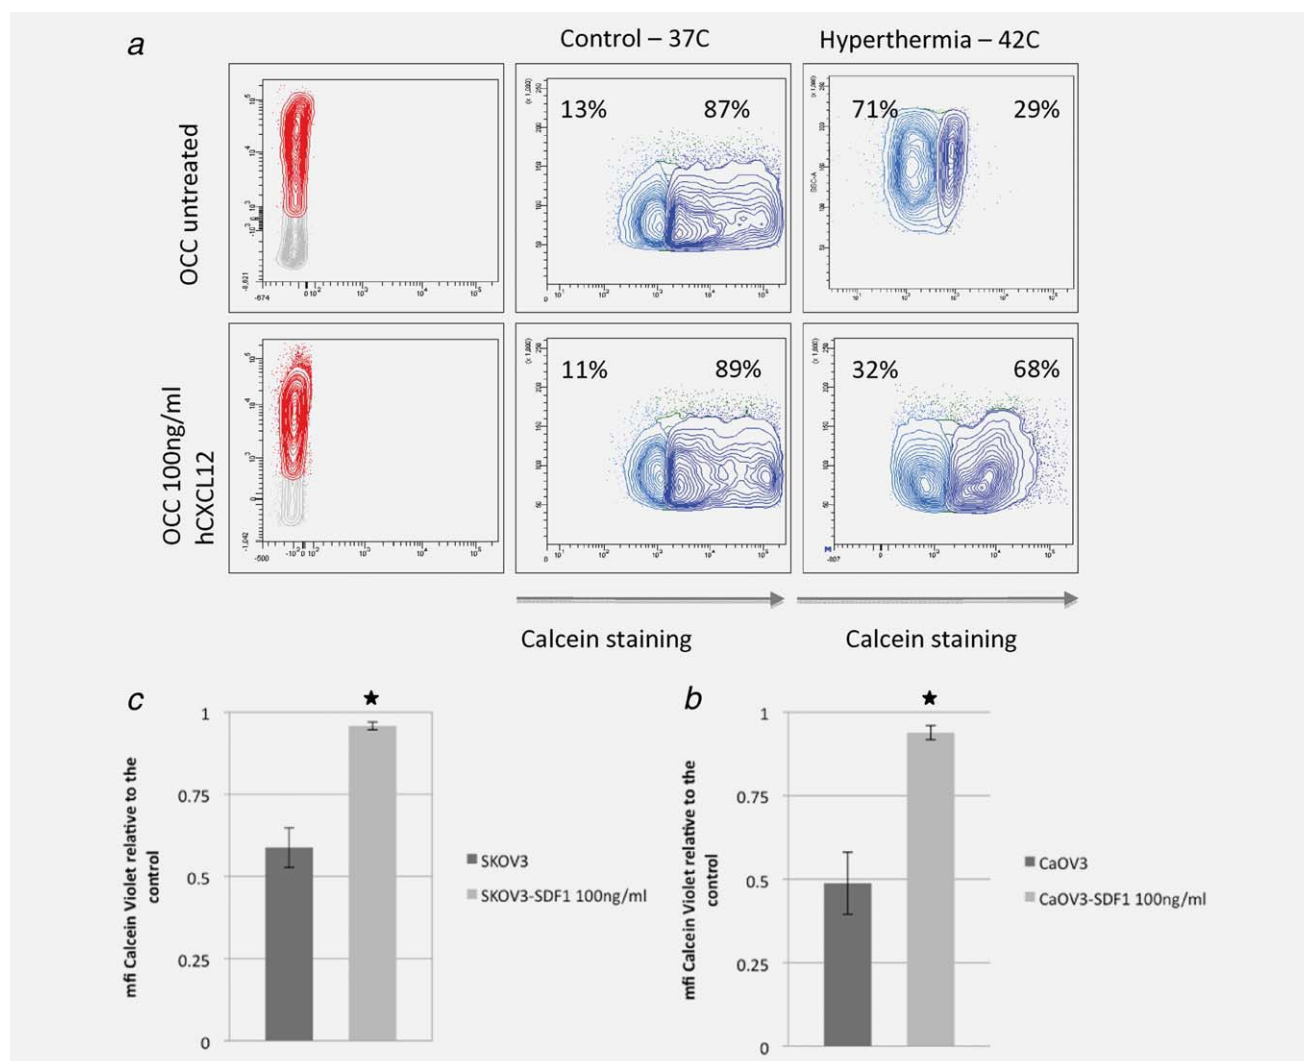 a
Control – 37C
Hyperthermia – 42C
OCC untreated
13%
87%
71%
29%
OCC 100ng/ml
hCXCL12
11%
89%
32%
68%
Calcein staining
Calcein staining
c
mfi Calcein Violet relative to the
control
1
0.75
0.5
0.25
0
SKOV3
SKOV3-SDF1 100ng/ml
b
mfi Calcein Violet relative to the
control
1
0.75
0.5
0.25
0
CaOV3
CaOV3-SDF1 100ng/ml